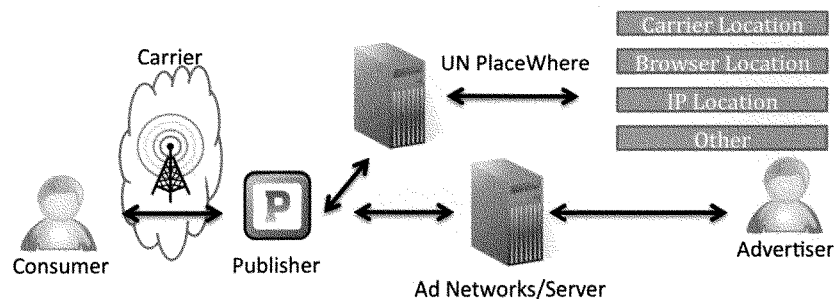 Carrier
UN PlaceWhere
Carrier Location
Browser Location
IP Location
Other
P
Consumer
Publisher
Ad Networks/Server
Advertiser